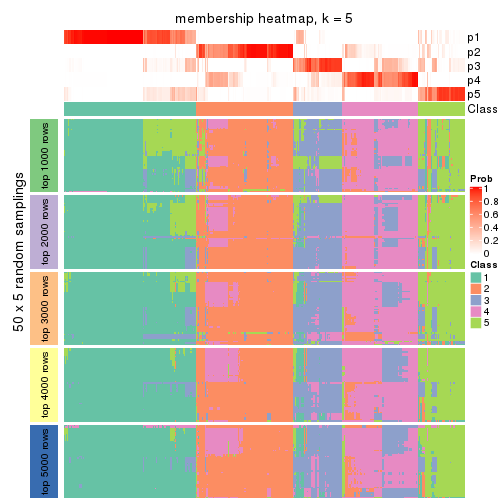 membership heatmap, k = 5
p1
p2
p3
p4
p5
Class
50 x 5 random samplings
top 1000 rows
top 2000 rows
top 3000 rows
top 4000 rows
top 5000 rows
Prob
1
0.8
0.6
0.4
0.2
0
Class
1
2
3
4
5